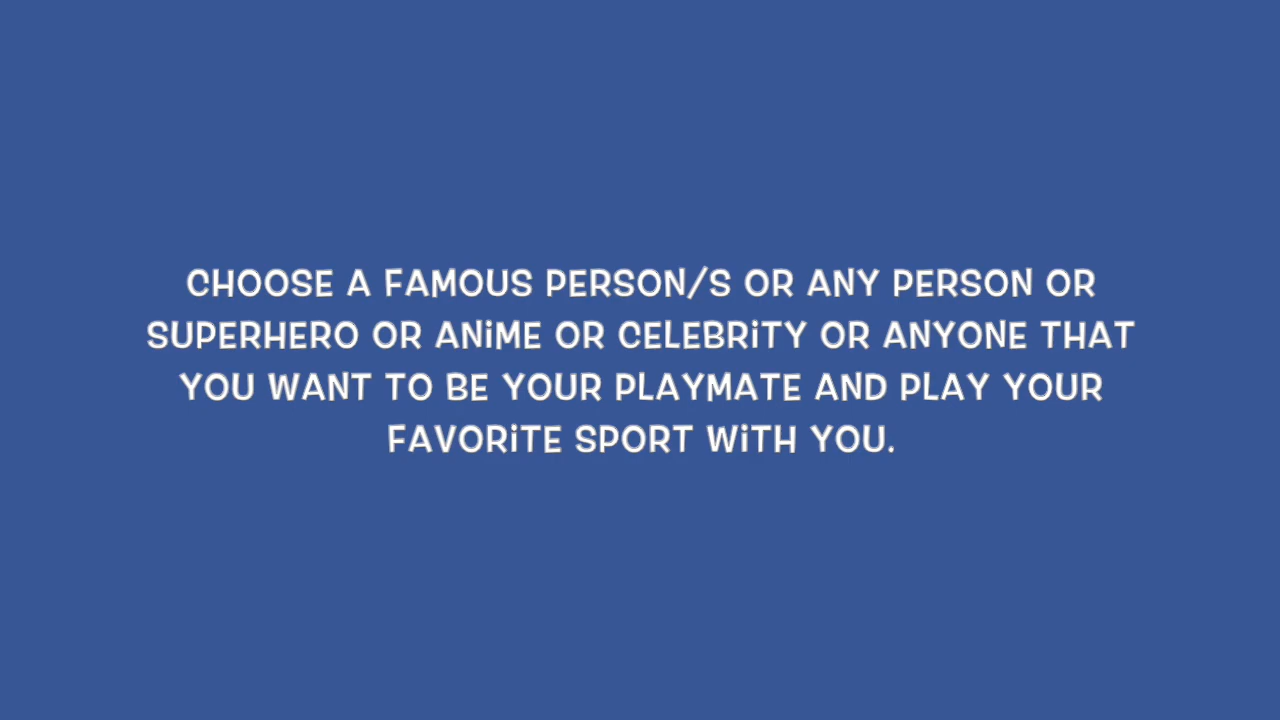 CHOOSE A FAMOUS PERSON/S OR ANY PERSON OR
SUPERHERO OR ANiME OR CELEBRiTY OR ANYONE THAT
YOU WANT TO BE YOUR PLAYMATE AND PLAY YOUR
FAVORiTE SPORT WiTH YOU.